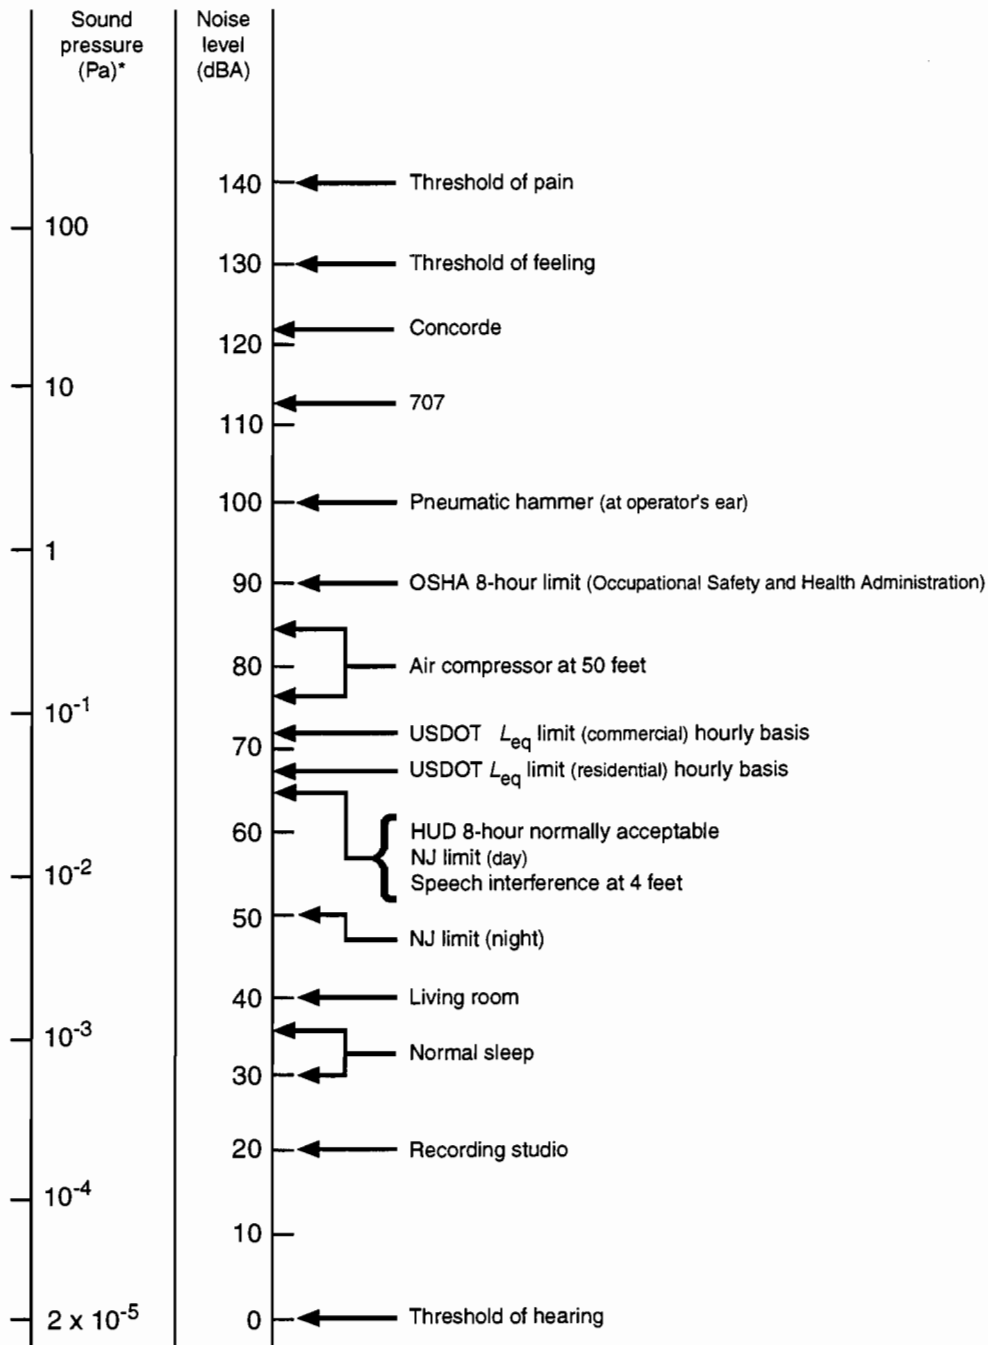 Sound pressure (Pa)*
Noise level (dBA)
140 Threshold of pain
100
130 Threshold of feeling
Concorde
120
10
707
110
100 Pneumatic hammer (at operator's ear)
1
90 OSHA 8-hour limit (Occupational Safety and Health Administration)
80 Air compressor at 50 feet
10-1
USDOT Leq limit (commercial) hourly basis
70
USDOT Leq limit (residential) hourly basis
60 HUD 8-hour normally acceptable
NJ limit (day)
10-2
Speech interference at 4 feet
50
NJ limit (night)
40 Living room
10-3
Normal sleep
30
20 Recording studio
10-4
10
2 x 10-5
0 Threshold of hearing